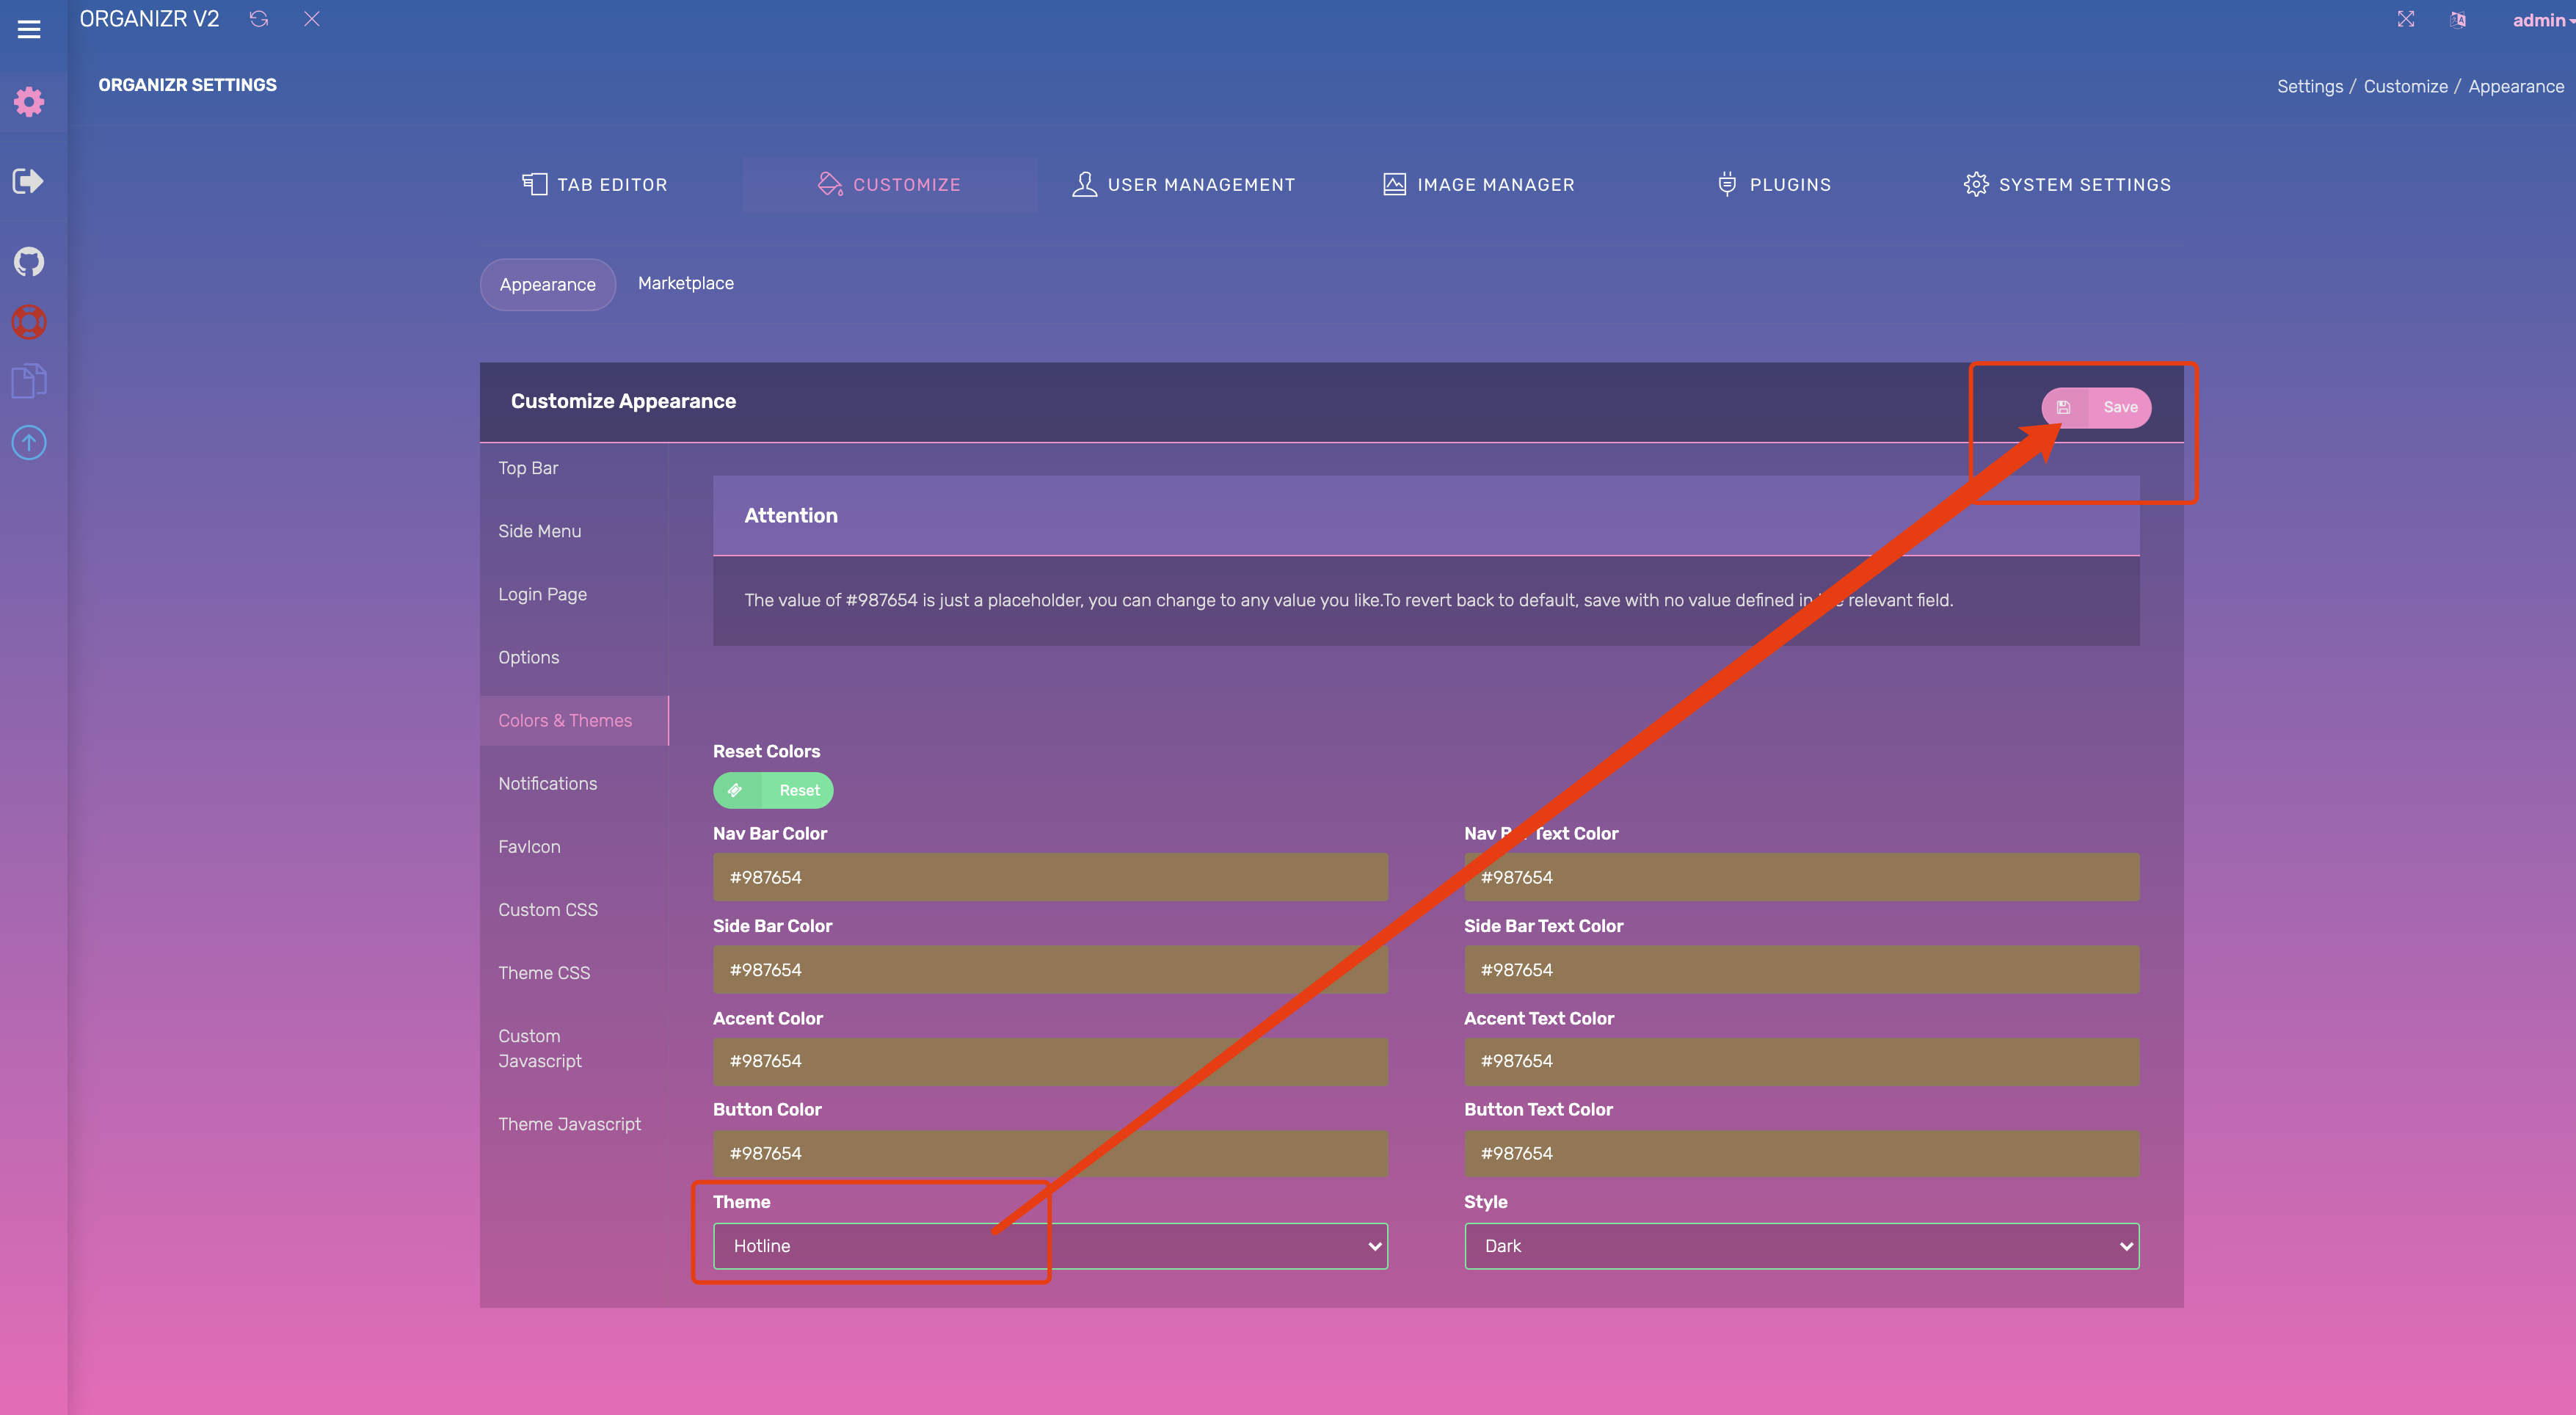 ORGANIZR V2
admin
ORGANIZR SETTINGS
Settings / Customize / Appearance
TAB EDITOR
CUSTOMIZE
USER MANAGEMENT
IMAGE MANAGER
PLUGINS
SYSTEM SETTINGS
Appearance
Marketplace
Customize Appearance
Save
Top Bar
Side Menu
Login Page
Options
Colors & Themes
Notifications
FavIcon
Custom CSS
Theme CSS
Custom
Javascript
Theme Javascript
Attention
The value of #987654 is just a placeholder, you can change to any value you like.To revert back to default, save with no value defined in relevant field.
Reset Colors
Reset
Nav Bar Color
Nav Text Color
#987654
#987654
Side Bar Color
Side Bar Text Color
#987654
#987654
Accent Color
Accent Text Color
#987654
#987654
Button Color
Button Text Color
#987654
#987654
Theme
Style
Hotline
Dark